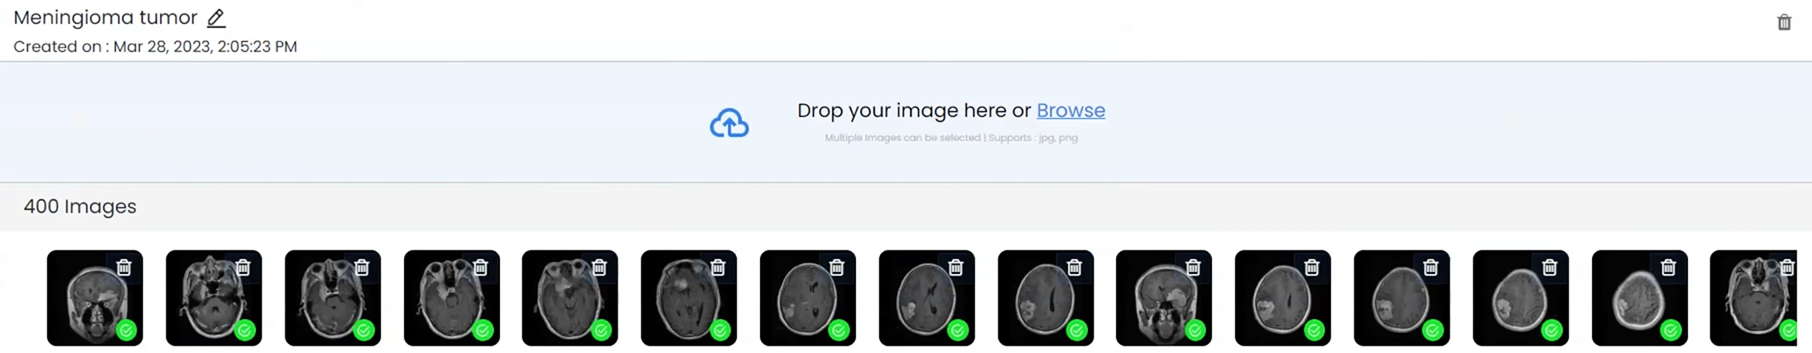 Meningioma tumor
Created on : Mar 28, 2023, 2:05:23 PM
Drop your image here or Browse
Multiple Images can be selected | Supports : jpg, png
400 Images